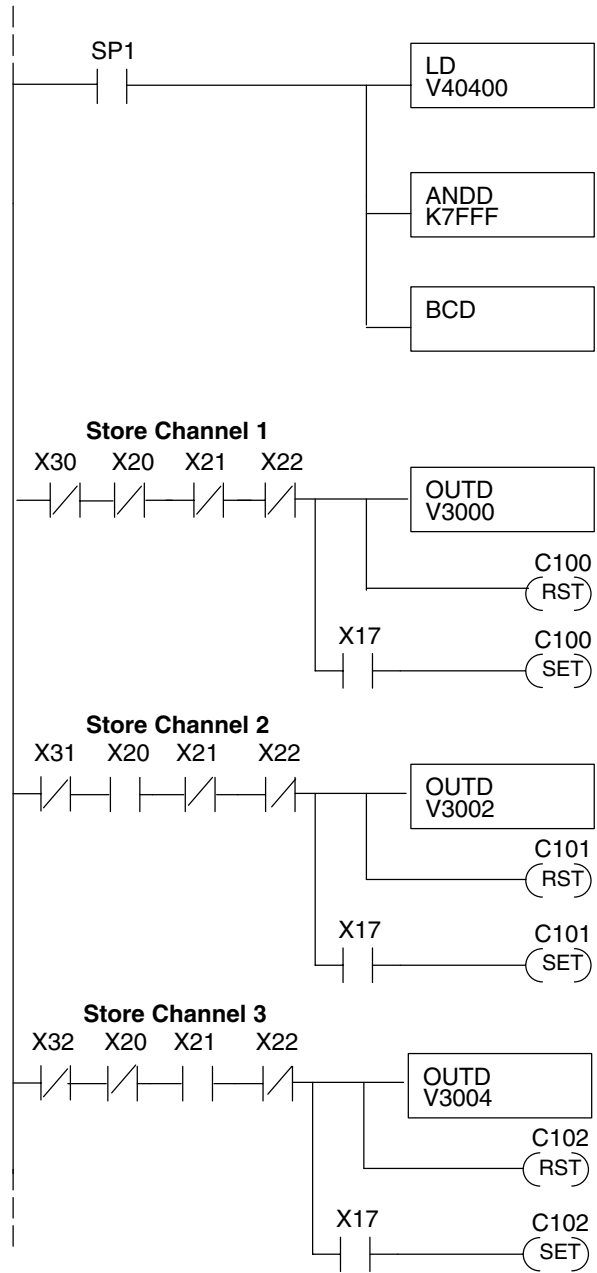 SP1
LD
V40400
ANDD
K7FFF
BCD
Store Channel 1
X30 X20 X21 X22
OUTD
V3000
C100
RST
X17 C100
SET
Store Channel 2
X31 X20 X21 X22
OUTD
V3002
C101
RST
X17 C101
SET
Store Channel 3
X32 X20 X21 X22
OUTD
V3004
C102
RST
X17 C102
SET